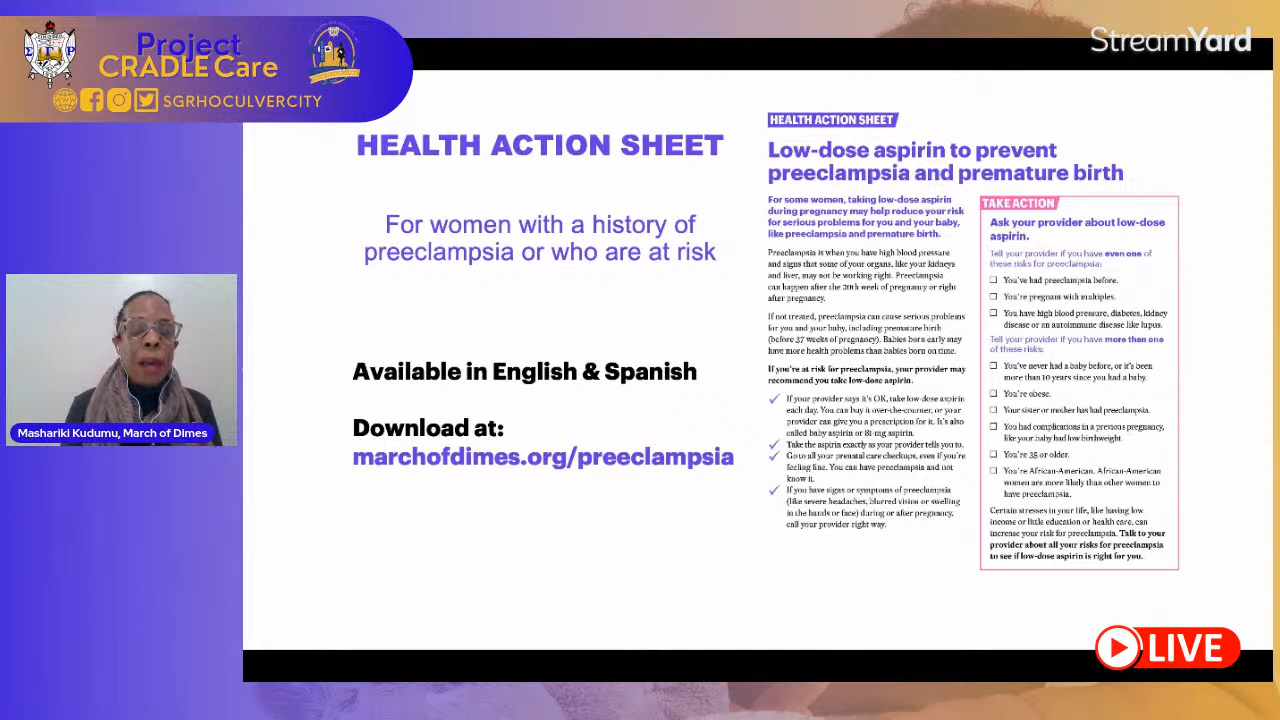 Project
CRADLE Care
SGRHOCULVERCITY
ΣΓΡ
StreamYard
HEALTH ACTION SHEET
For women with a history of
preeclampsia or who are at risk
Available in English & Spanish
Download at:
marchofdimes.org/preeclampsia
HEALTH ACTION SHEET
Low-dose aspirin to prevent
preeclampsia and premature birth
For some women, taking low-dose aspirin
during pregnancy may help reduce your risk
for serious problems for you and your baby,
like preeclampsia and premature birth.
Preeclampsia is when you have high blood pressure
and signs that some of your organs, like your kidneys
and liver, may not be working right. Preeclampsia
can happen after the 20th week of pregnancy or right
after pregnancy.
If not treated, preeclampsia can cause serious problems
for you and your baby, including premature birth
(before 37 weeks of pregnancy). Babies born early may
have more health problems than babies born on time.
If you're at risk for preeclampsia, your provider may
recommend you take low-dose aspirin.
If your provider says it's OK, take low-dose aspirin
each day. You can buy it over-the-counter, or your
provider can give you a prescription for it. It's also
called baby aspirin or 81-mg aspirin.
Take the aspirin exactly as your provider tells you to.
Go to all your prenatal care checkups, even if you're
feeling fine. You can have preeclampsia and not
know it.
If you have signs or symptoms of preeclampsia
(like severe headaches, blurred vision or swelling
in the hands or face) during or after pregnancy,
call your provider right way.
TAKE ACTION
Ask your provider about low-dose
aspirin.
Tell your provider if you have even one of
these risks for preeclampsia:
You've had preeclampsia before.
You're pregnant with multiples.
You have high blood pressure, diabetes, kidney
disease or an autoimmune disease like lupus.
Tell your provider if you have more than one
of these risks:
You've never had a baby before, or it's been
more than 10 years since you had a baby.
You're obese.
Your sister or mother has had preeclampsia.
You had complications in a previous pregnancy,
like your baby had low birthweight.
You're 35 or older.
You're African-American. African-American
women are more likely than other women to
have preeclampsia.
Certain stresses in your life, like having low
income or little education or health care, can
increase your risk for preeclampsia. Talk to your
provider about all your risks for preeclampsia
to see if low-dose aspirin is right for you.
Mashariki Kudumu, March of Dimes
LIVE